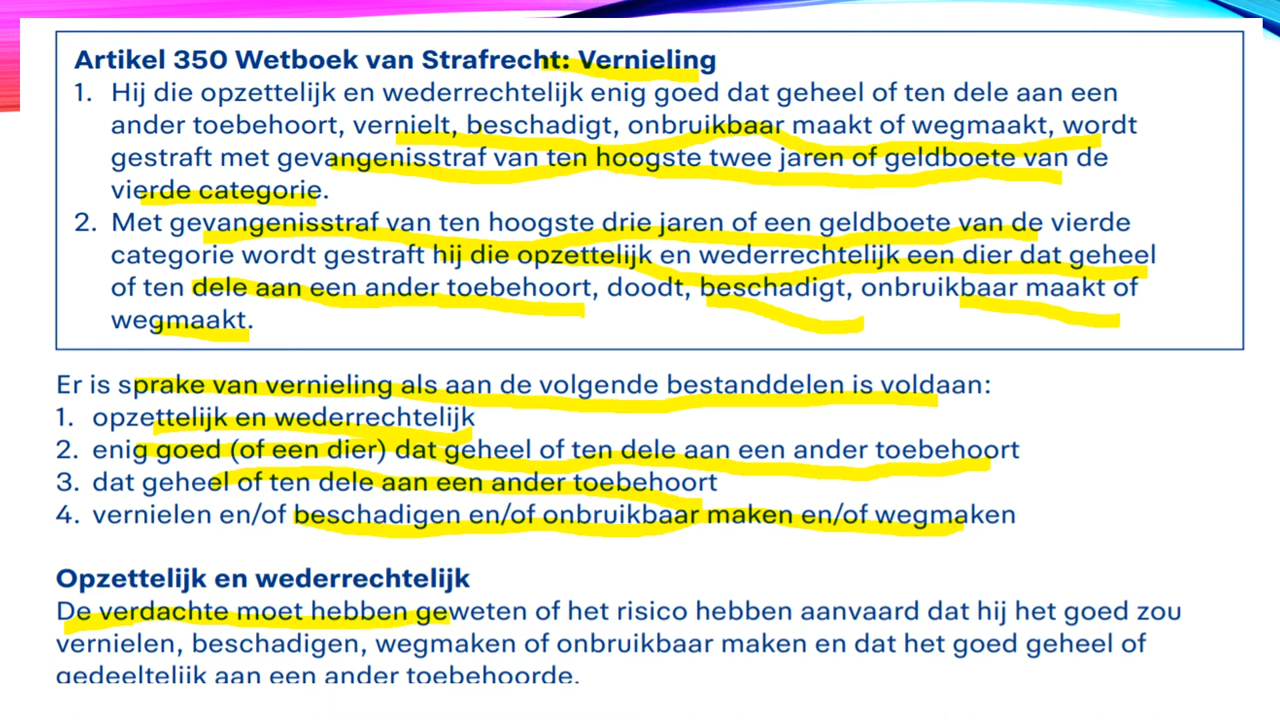 Artikel 350 Wetboek van Strafrecht: Vernieling
1. Hij die opzettelijk en wederrechtelijk enig goed dat geheel of ten dele aan een
ander toebehoort, vernielt, beschadigt, onbruikbaar maakt of wegmaakt, wordt
gestraft met gevangenisstraf van ten hoogste twee jaren of geldboete van de
vierde categorie.
2. Met gevangenisstraf van ten hoogste drie jaren of een geldboete van de vierde
categorie wordt gestraft hij die opzettelijk en wederrechtelijk een dier dat geheel
of ten dele aan een ander toebehoort, doodt, beschadigt, onbruikbaar maakt of
wegmaakt.
Er is sprake van vernieling als aan de volgende bestanddelen is voldaan:
1. opzettelijk en wederrechtelijk
2. enig goed (of een dier) dat geheel of ten dele aan een ander toebehoort
3. dat geheel of ten dele aan een ander toebehoort
4. vernielen en/of beschadigen en/of onbruikbaar maken en/of wegmaken
Opzettelijk en wederrechtelijk
De verdachte moet hebben geweten of het risico hebben aanvaard dat hij het goed zou
vernielen, beschadigen, wegmaken of onbruikbaar maken en dat het goed geheel of
gedeeltelijk aan een ander toebehoorde.